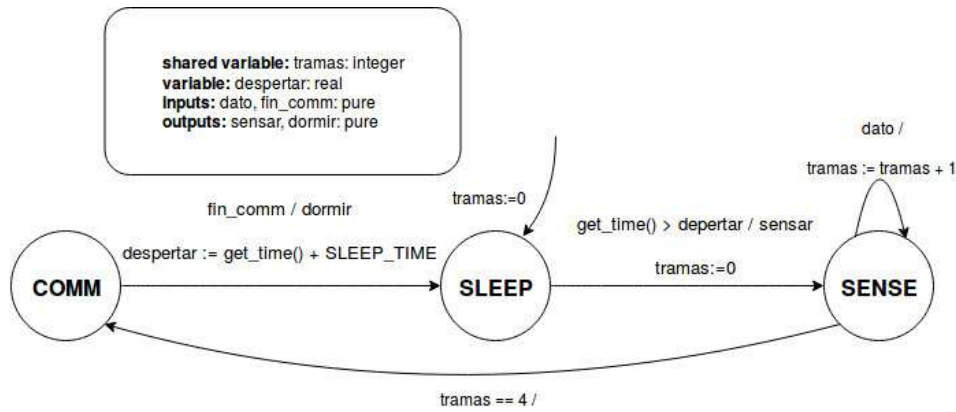 shared variable: tramas: integer
variable: despertar: real
inputs: dato, fin_comm: pure
outputs: sensar, dormir: pure
dato /
tramas := tramas + 1
tramas:=0
fin_comm / dormir
despertar := get_time() + SLEEP_TIME
get_time() > depertar / sensar
tramas:=0
COMM
SLEEP
SENSE
tramas == 4 /